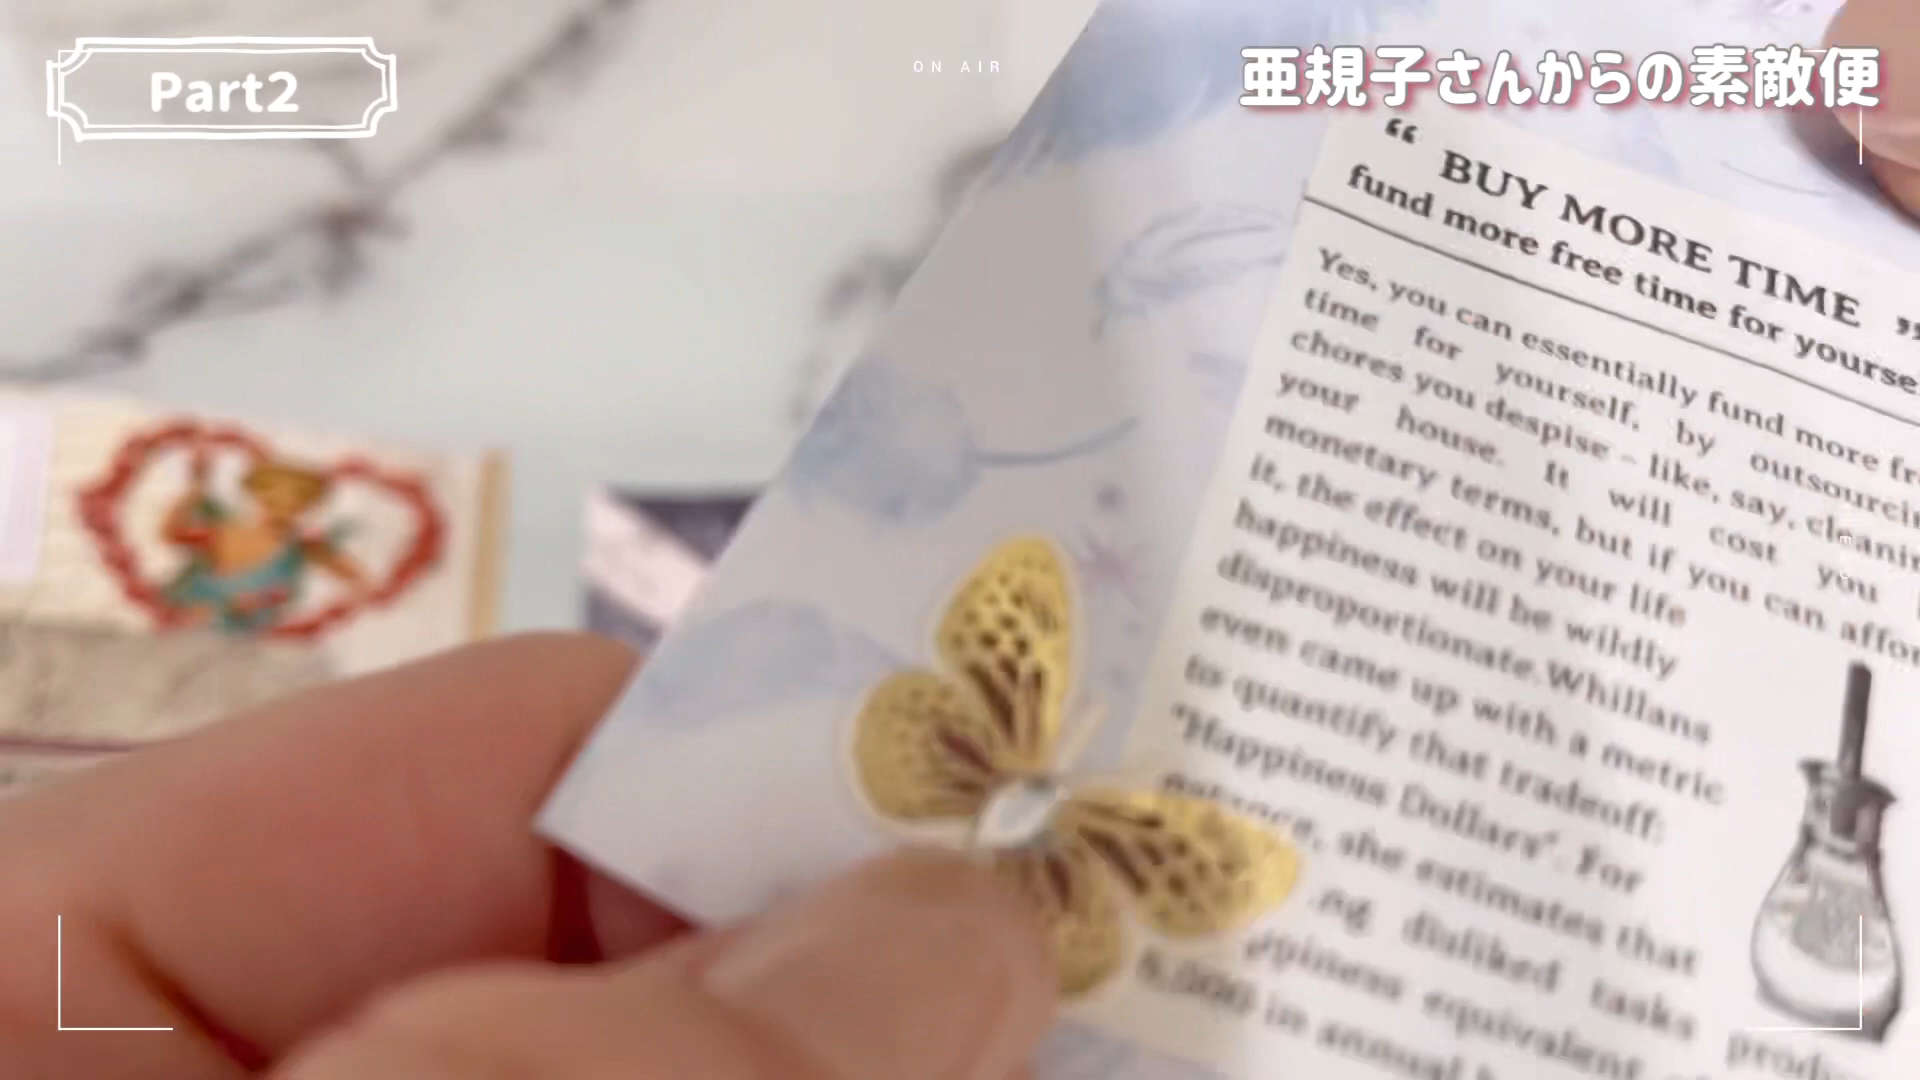 Part2
ON AIR
亜規子さんからの素敵便
“ BUY MORE TIME ”
fund more free time for yourse
Yes, you can essentially fund more fr
time for yourself, by outsourcin
chores you despise – like, say, cleanin
your house. It will cost you
monetary terms, but if you can affor
it, the effect on your life
happiness will be wildly
disproportionate. Whillans
even came up with a metric
to quantify that tradeoff:
“Happiness Dollars”. For
she estimates that
disliked tasks
equivalent
in annual